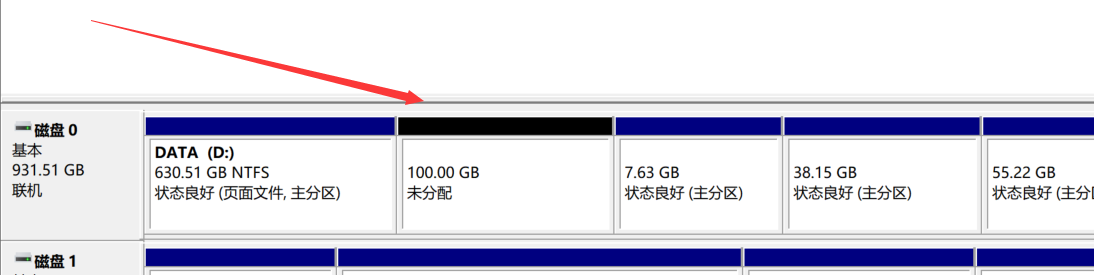 磁盘 0
基本
931.51 GB
联机
DATA (D:)
630.51 GB NTFS
状态良好 (页面文件, 主分区)
100.00 GB
未分配
7.63 GB
状态良好 (主分区)
38.15 GB
状态良好 (主分区)
55.22 GB
状态良好 (主分
磁盘 1